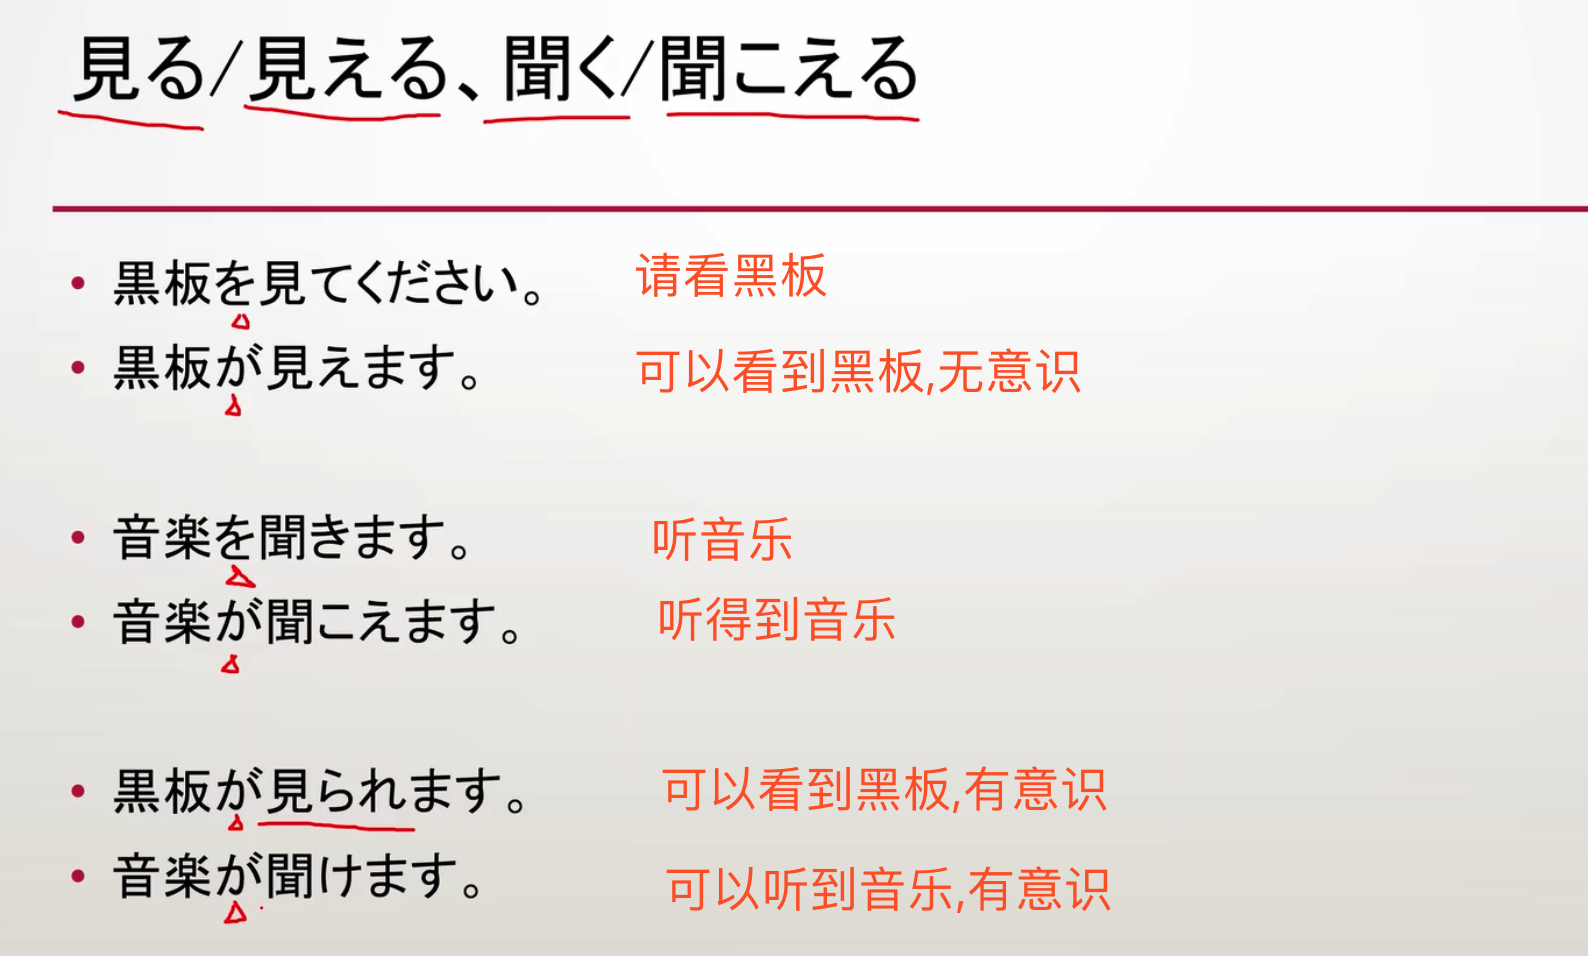 見る/見える、聞く/聞こえる
• 黒板を見てください。 请看黑板
• 黒板が見えます。 可以看到黑板,无意识
• 音楽を聞きます。 听音乐
• 音楽が聞こえます。 听得到音乐
• 黒板が見られます。 可以看到黑板,有意识
• 音楽が聞けます。 可以听到音乐,有意识